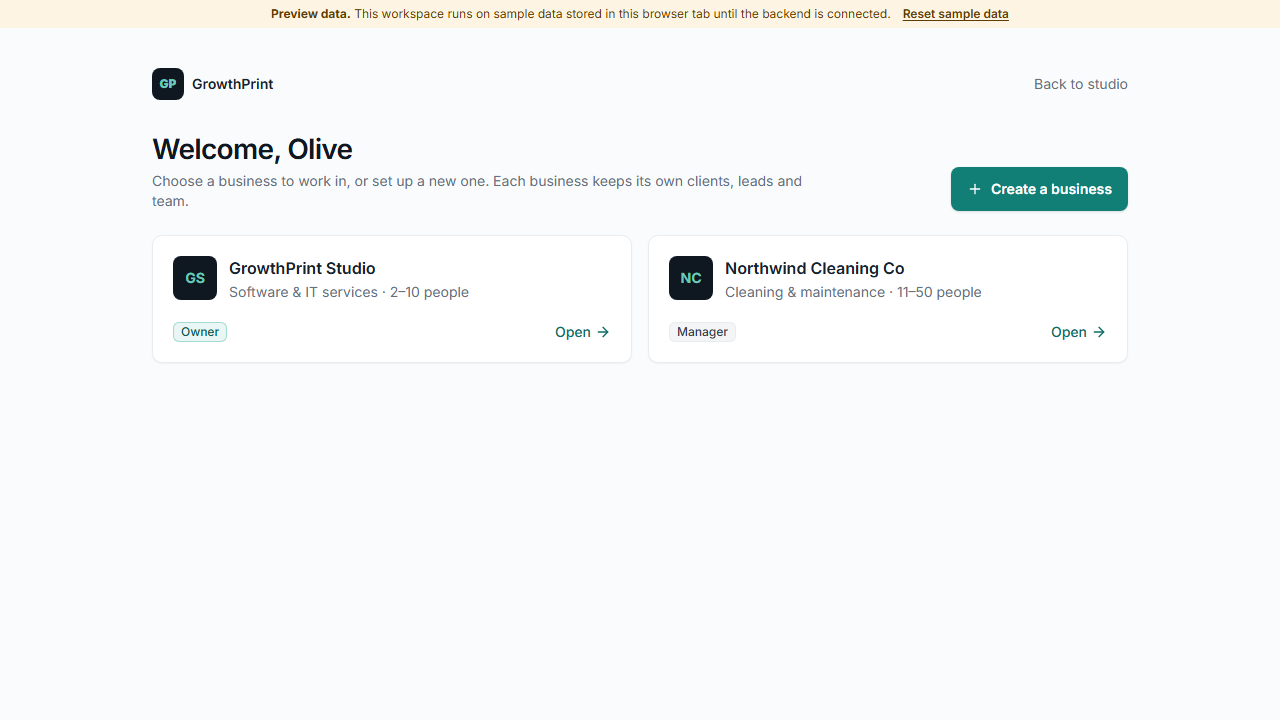 Preview data. This workspace runs on sample data stored in this browser tab until the backend is connected. Reset sample data
GP GrowthPrint
Back to studio
Welcome, Olive
Choose a business to work in, or set up a new one. Each business keeps its own clients, leads and
team.
+ Create a business
GS
GrowthPrint Studio
Software & IT services · 2–10 people
Owner
Open →
NC
Northwind Cleaning Co
Cleaning & maintenance · 11–50 people
Manager
Open →